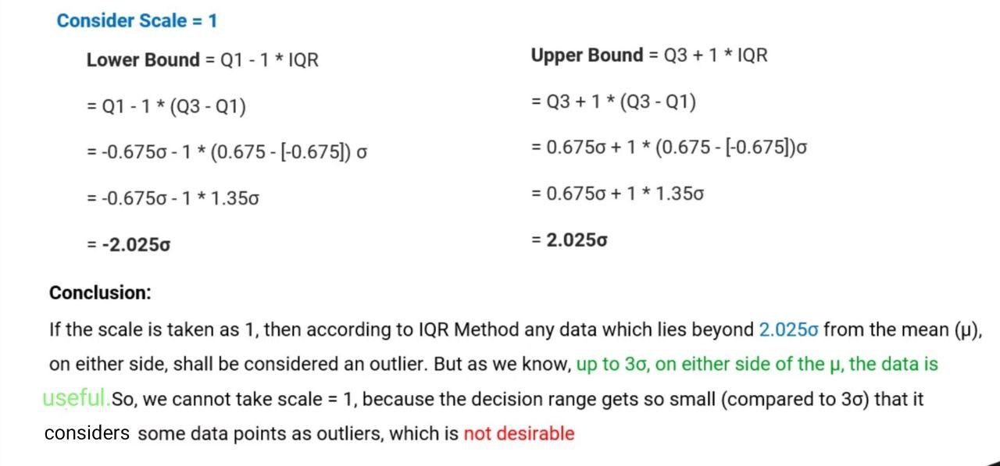 Consider Scale = 1
Lower Bound = Q1 - 1 * IQR
= Q1 - 1 * (Q3 - Q1)
= -0.675σ - 1 * (0.675 - [-0.675]) σ
= -0.675σ - 1 * 1.35σ
= -2.025σ
Upper Bound = Q3 + 1 * IQR
= Q3 + 1 * (Q3 - Q1)
= 0.675σ + 1 * (0.675 - [-0.675])σ
= 0.675σ + 1 * 1.35σ
= 2.025σ
Conclusion:
If the scale is taken as 1, then according to IQR Method any data which lies beyond 2.025σ from the mean (μ),
on either side, shall be considered an outlier. But as we know, up to 3σ, on either side of the μ, the data is
useful. So, we cannot take scale = 1, because the decision range gets so small (compared to 3σ) that it
considers some data points as outliers, which is not desirable